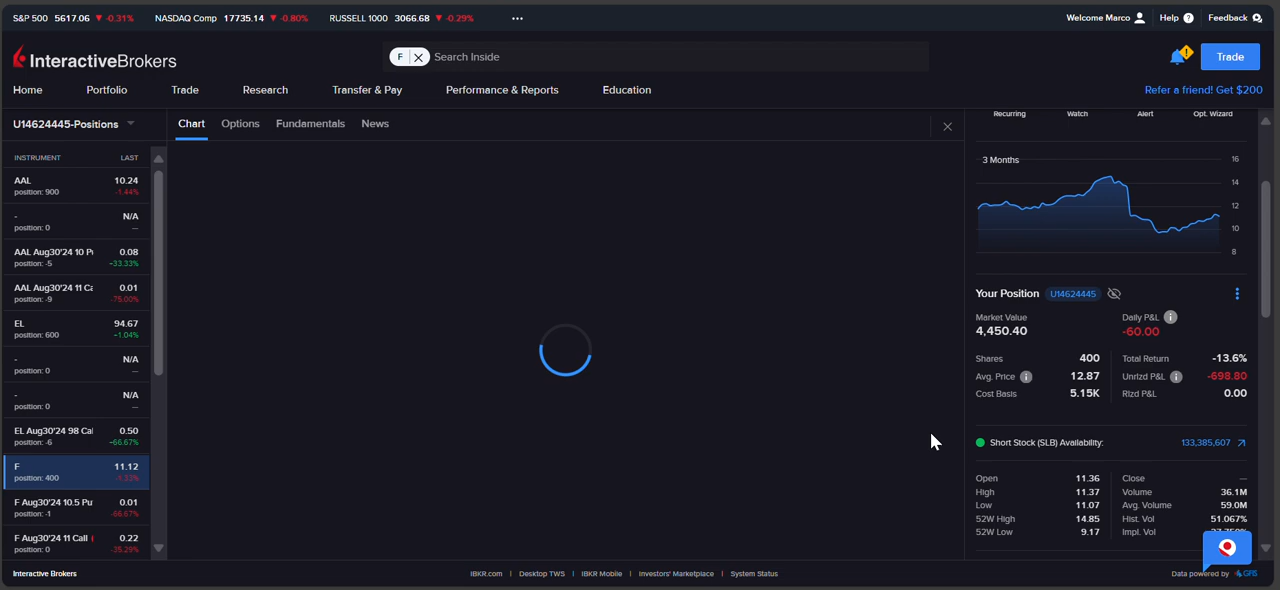 S&P 500 5617.06 ▼ -0.31% NASDAQ Comp 17735.14 ▼ -0.80% RUSSELL 1000 3066.68 ▼ -0.29% ••• Welcome Marco Help ? Feedback
InteractiveBrokers F Search Inside ! Trade
Home Portfolio Trade Research Transfer & Pay Performance & Reports Education Refer a friend! Get $200
U14624445-Positions
INSTRUMENT LAST
AAL 10.24
position: 900 -1.44%
- N/A
position: 0 —
AAL Aug30'24 10 P 0.08
position: -5 -33.33%
AAL Aug30'24 11 Ca 0.01
position: -9 -75.00%
EL 94.67
position: 600 -1.04%
- N/A
position: 0 —
- N/A
position: 0 —
EL Aug30'24 98 Cal 0.50
position: -6 -66.67%
F 11.12
position: 400 -1.33%
F Aug30'24 10.5 Pu 0.01
position: -1 -66.67%
F Aug30'24 11 Call 0.22
position: 0 -35.29%
Chart Options Fundamentals News
Recurring Watch Alert Opt. Wizard
3 Months
16
14
12
10
8
Your Position U14624445
Market Value Daily P&L i
4,450.40 -60.00
Shares 400 Total Return -13.6%
Avg. Price i 12.87 Unrlzd P&L i -698.80
Cost Basis 5.15K Rlzd P&L 0.00
Short Stock (SLB) Availability: 133,385,607
Open 11.36 Close —
High 11.37 Volume 36.1M
Low 11.07 Avg. Volume 59.0M
52W High 14.85 Hist. Vol 51.067%
52W Low 9.17 Impl. Vol
Interactive Brokers IBKR.com | Desktop TWS | IBKR Mobile | Investors' Marketplace | System Status Data powered by GFIS